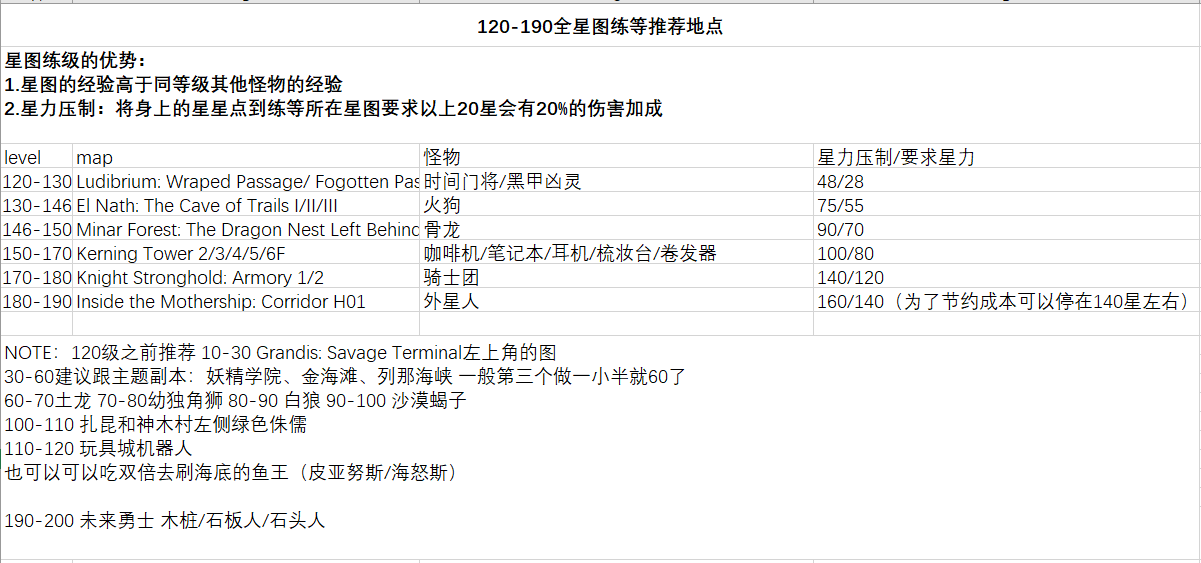 120-190全星图练等推荐地点
星图练级的优势：
1.星图的经验高于同等级其他怪物的经验
2.星力压制：将身上的星星点到练等所在星图要求以上20星会有20%的伤害加成
level map 怪物 星力压制/要求星力
120-130 Ludibrium: Wraped Passage/ Fogotten Pas 时间门将/黑甲凶灵 48/28
130-146 El Nath: The Cave of Trails I/II/III 火狗 75/55
146-150 Minar Forest: The Dragon Nest Left Behind 骨龙 90/70
150-170 Kerning Tower 2/3/4/5/6F 咖啡机/笔记本/耳机/梳妆台/卷发器 100/80
170-180 Knight Stronghold: Armory 1/2 骑士团 140/120
180-190 Inside the Mothership: Corridor H01 外星人 160/140（为了节约成本可以停在140星左右）
NOTE：120级之前推荐 10-30 Grandis: Savage Terminal左上角的图
30-60建议跟主题副本：妖精学院、金海滩、列那海峡 一般第三个做一小半就60了
60-70土龙 70-80幼独角狮 80-90 白狼 90-100 沙漠蝎子
100-110 扎昆和神木村左侧绿色侏儒
110-120 玩具城机器人
也可以可以吃双倍去刷海底的鱼王（皮亚努斯/海怒斯）
190-200 未来勇士 木桩/石板人/石头人